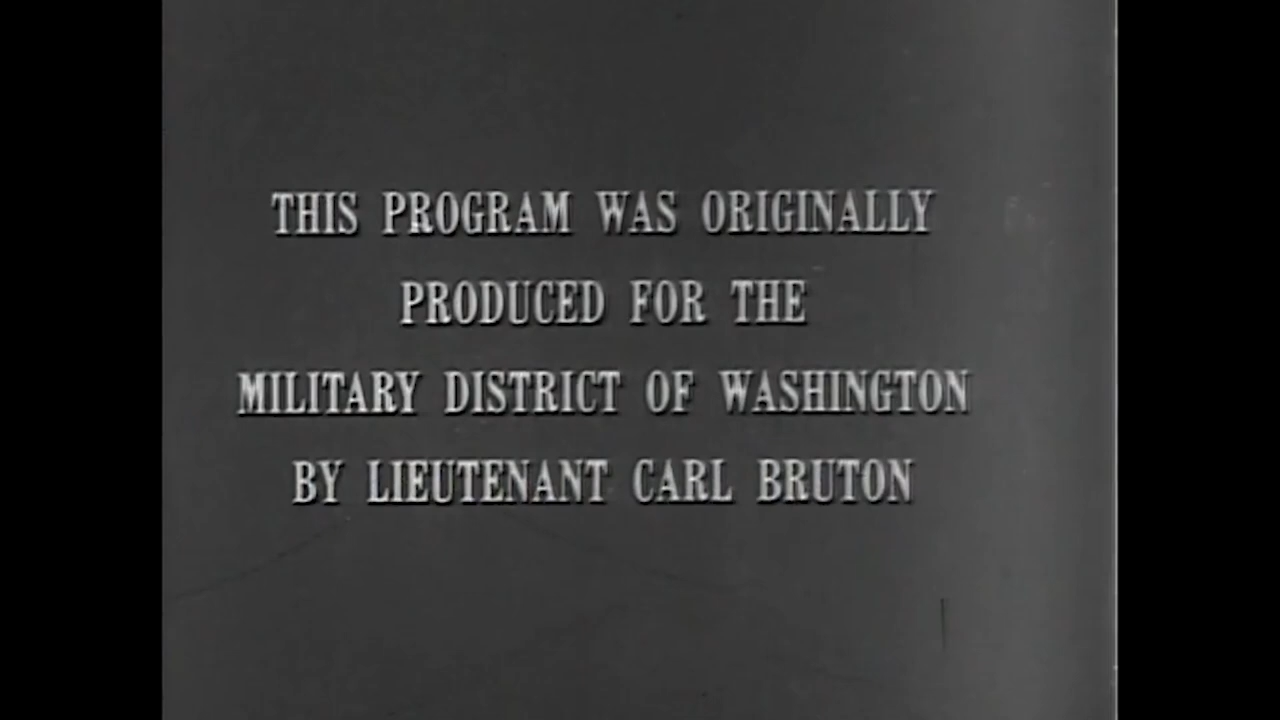 THIS PROGRAM WAS ORIGINALLY
PRODUCED FOR THE
MILITARY DISTRICT OF WASHINGTON
BY LIEUTENANT CARL BRUTON